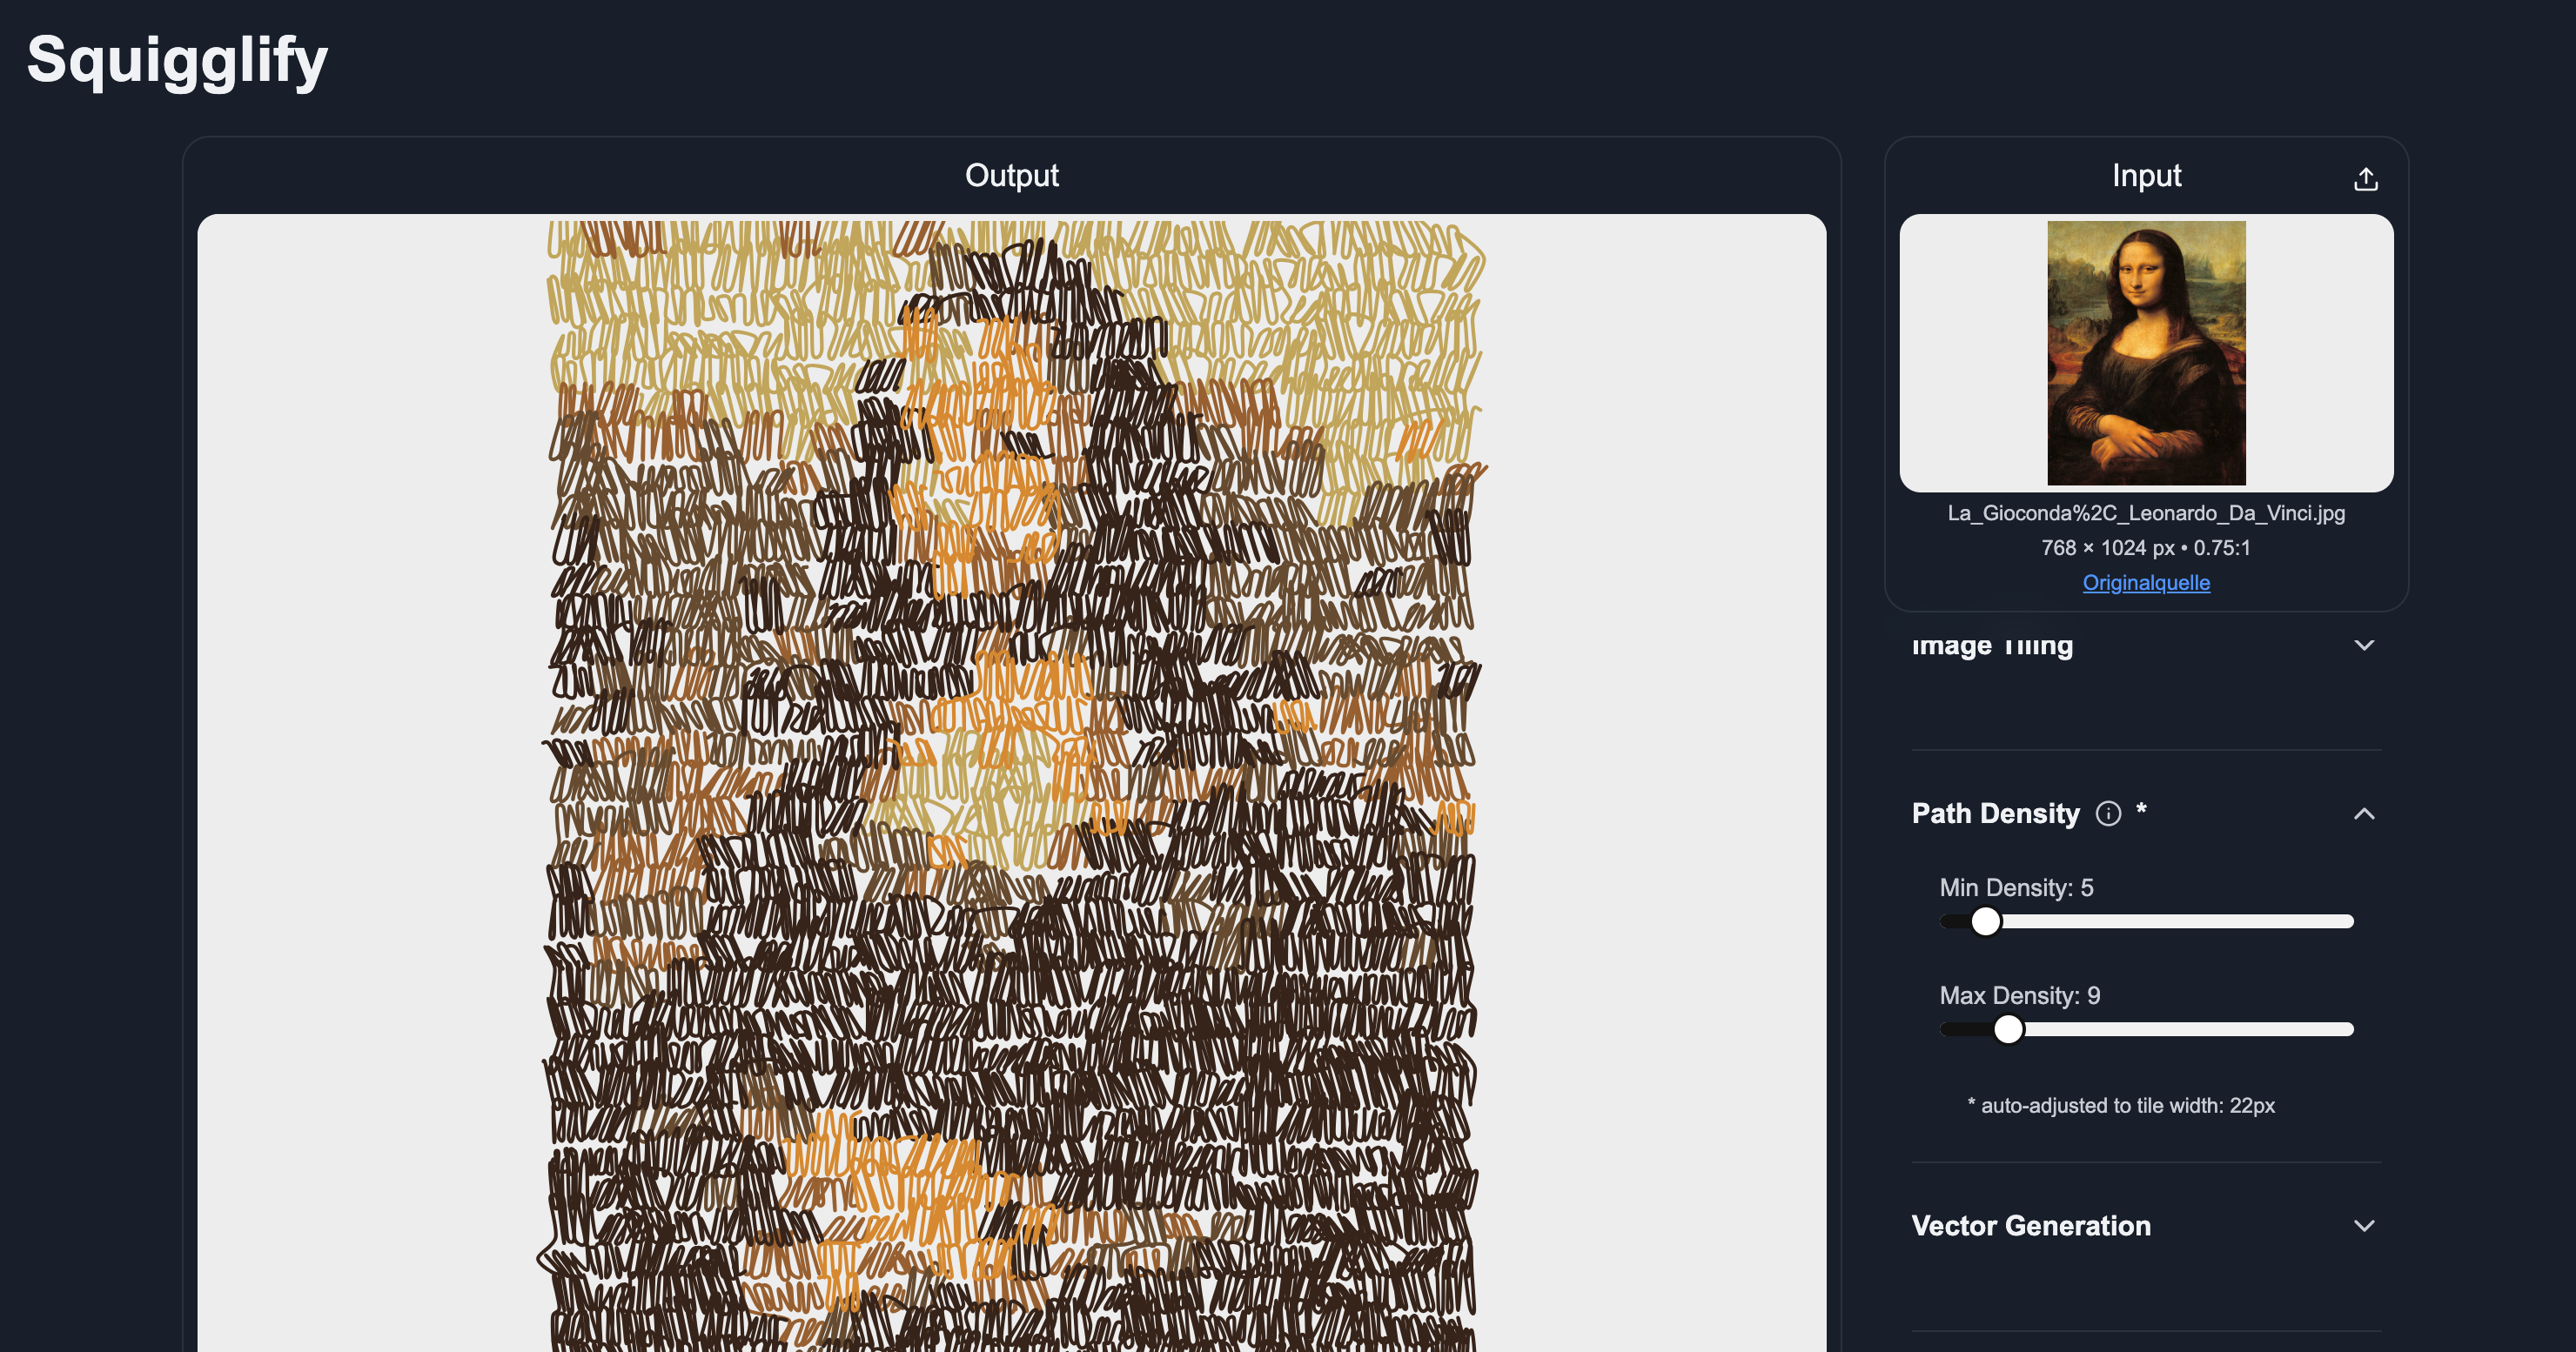 Squigglify
Output
Input
La_Gioconda%2C_Leonardo_Da_Vinci.jpg
768 × 1024 px • 0.75:1
Originalquelle
Image Tiling
Path Density *
Min Density: 5
Max Density: 9
* auto-adjusted to tile width: 22px
Vector Generation